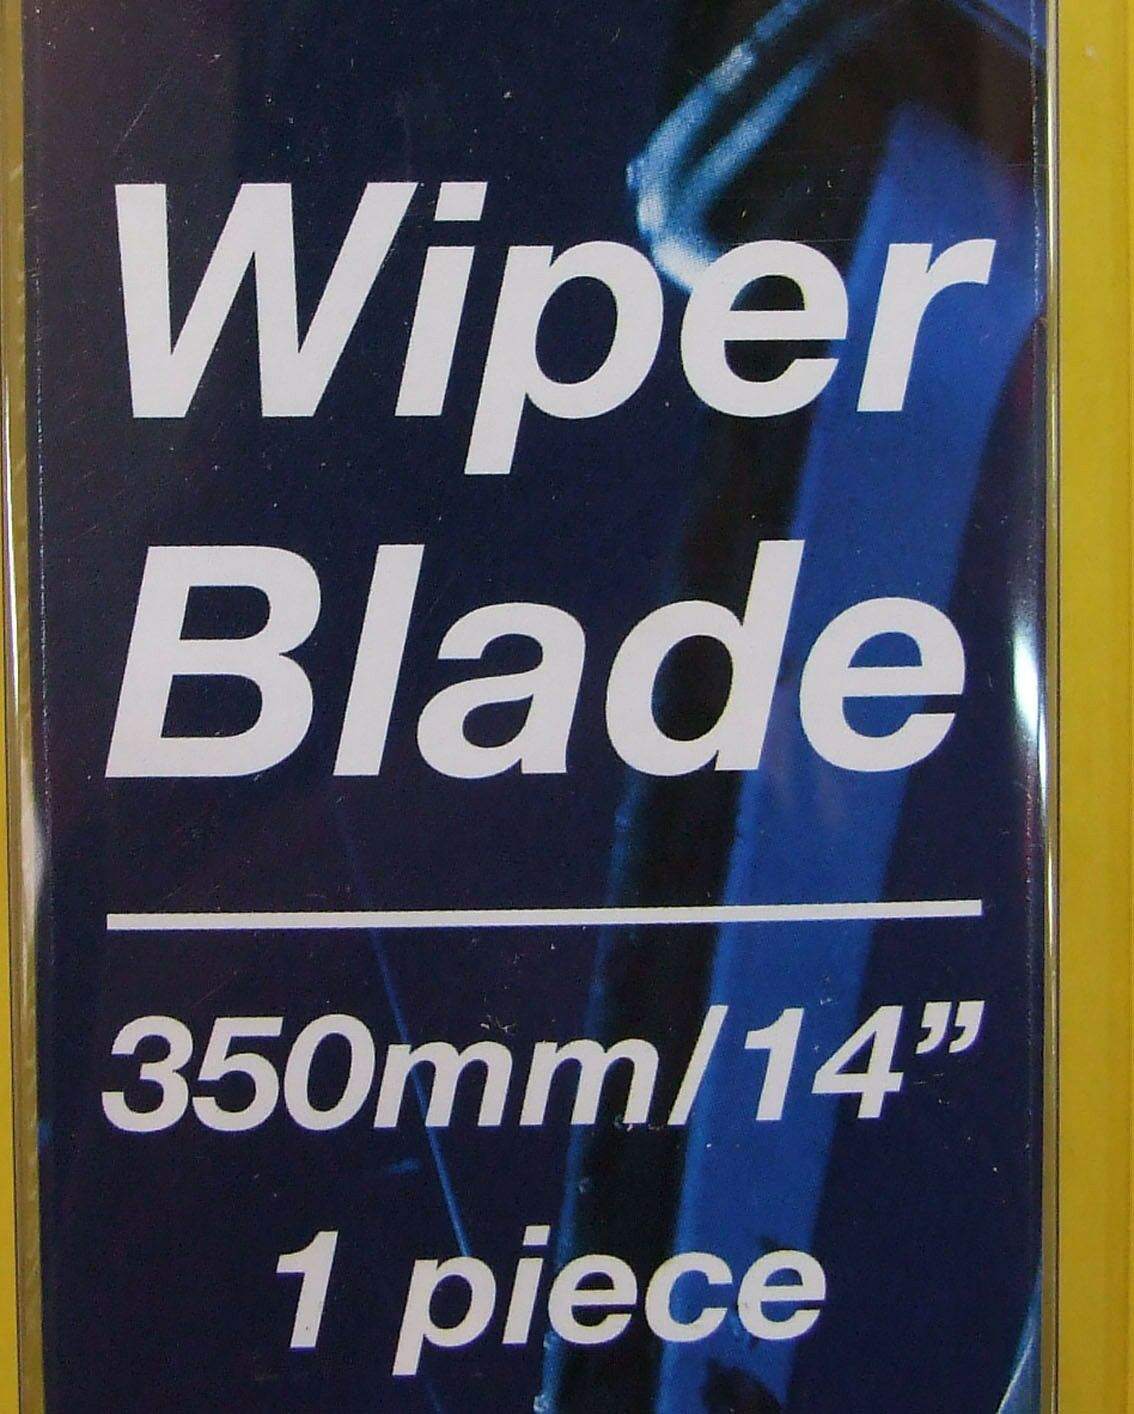 Wiper
Blade
350mm/14”
1 piece